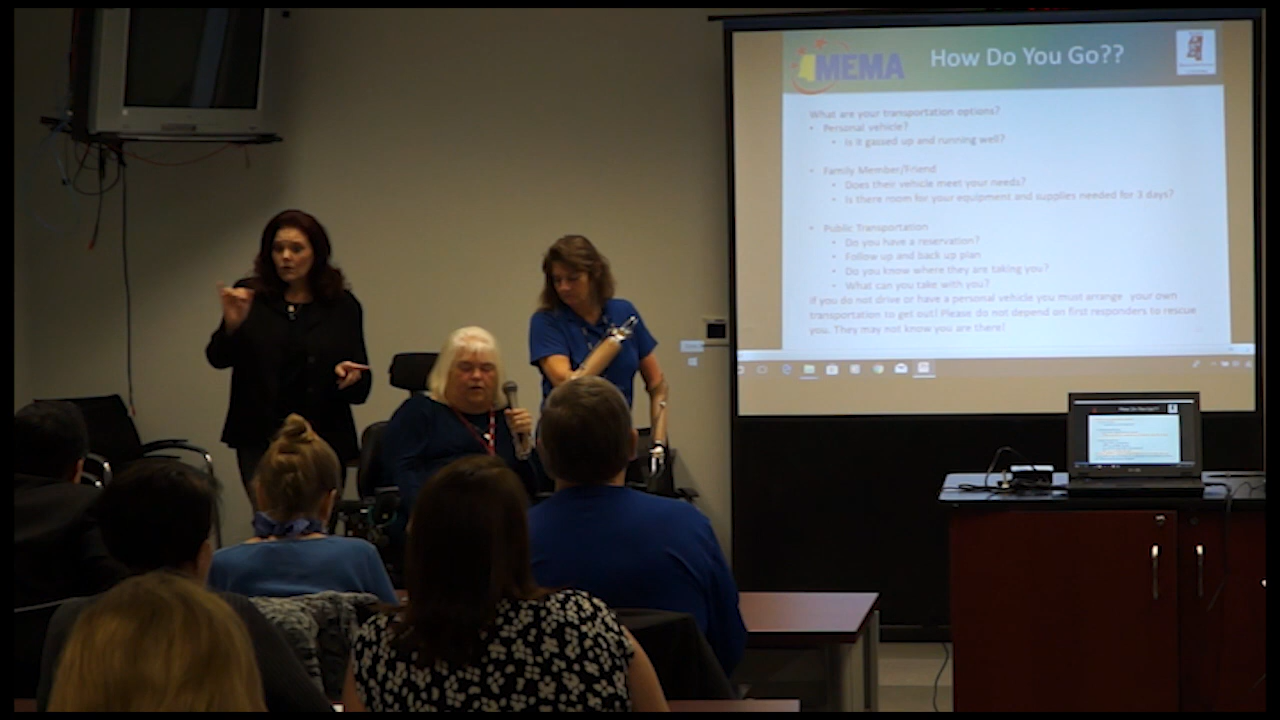 MEMA
How Do You Go??
What are your transportation options?
• Personal vehicle?
• Is it gassed up and running well?
• Family Member/Friend
• Does their vehicle meet your needs?
• Is there room for your equipment and supplies needed for 3 days?
• Public Transportation
• Do you have a reservation?
• Follow up and back up plan
• Do you know where they are taking you?
• What can you take with you?
If you do not drive or have a personal vehicle you must arrange your own
transportation to get out! Please do not depend on first responders to rescue
you. They may not know you are there!